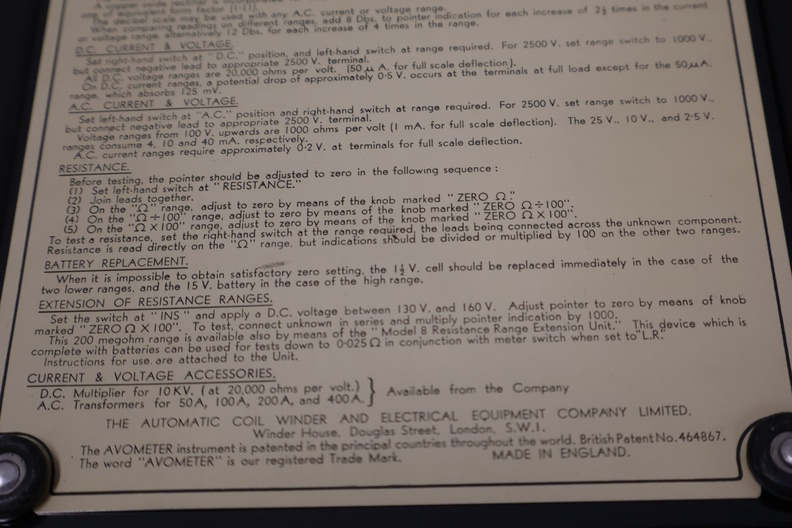 A copper oxide rectifier is incorporated
one of equivalent form factor (1·11).
The decibel scale may be used with any A.C. current or voltage range.
When comparing readings on different ranges, add 8 Dbs. to pointer indication for each increase of 2½ times in the current
or voltage range, alternatively 12 Dbs. for each increase of 4 times in the range.
D.C. CURRENT & VOLTAGE.
Set right-hand switch at "D.C." position, and left-hand switch at range required. For 2500 V. set range switch to 1000 V.,
but connect negative lead to appropriate 2500 V. terminal.
All D.C. voltage ranges are 20,000 ohms per volt. (50 μA. for full scale deflection).
On D.C. current ranges, a potential drop of approximately 0·5 V. occurs at the terminals at full load except for the 50μA.
range, which absorbs 125 mV.
A.C. CURRENT & VOLTAGE.
Set left-hand switch at "A.C." position and right-hand switch at range required. For 2500 V. set range switch to 1000 V.,
but connect negative lead to appropriate 2500 V. terminal.
Voltage ranges from 100 V. upwards are 1000 ohms per volt (1 mA. for full scale deflection). The 25 V., 10 V., and 2·5 V.
ranges consume 4, 10 and 40 mA. respectively.
A.C. current ranges require approximately 0·2 V. at terminals for full scale deflection.
RESISTANCE.
Before testing, the pointer should be adjusted to zero in the following sequence :
(1) Set left-hand switch at "RESISTANCE."
(2) Join leads together.
(3) On the "Ω" range, adjust to zero by means of the knob marked "ZERO Ω."
(4) On the "Ω÷100" range, adjust to zero by means of the knob marked "ZERO Ω÷100".
(5) On the "Ω X 100" range, adjust to zero by means of the knob marked "ZERO Ω X 100".
To test a resistance, set the right-hand switch at the range required, the leads being connected across the unknown component.
Resistance is read directly on the "Ω" range, but indications should be divided or multiplied by 100 on the other two ranges.
BATTERY REPLACEMENT.
When it is impossible to obtain satisfactory zero setting, the 1½ V. cell should be replaced immediately in the case of the
two lower ranges, and the 15 V. battery in the case of the high range.
EXTENSION OF RESISTANCE RANGES.
Set the switch at "INS" and apply a D.C. voltage between 130 V. and 160 V. Adjust pointer to zero by means of knob
marked "ZERO Ω X 100". To test, connect unknown in series and multiply pointer indication by 1000.
This 200 megohm range is available also by means of the "Model 8 Resistance Range Extension Unit." This device which is
complete with batteries can be used for tests down to 0·025 Ω in conjunction with meter switch when set to "L.R."
Instructions for use are attached to the Unit.
CURRENT & VOLTAGE ACCESSORIES.
D.C. Multiplier for 10 KV. (at 20,000 ohms per volt.) } Available from the Company
A.C. Transformers for 50 A, 100 A, 200 A, and 400 A.
THE AUTOMATIC COIL WINDER AND ELECTRICAL EQUIPMENT COMPANY LIMITED.
Winder House, Douglas Street, London, S.W.1.
The AVOMETER instrument is patented in the principal countries throughout the world. British Patent No. 464867.
The word "AVOMETER" is our registered Trade Mark. MADE IN ENGLAND.